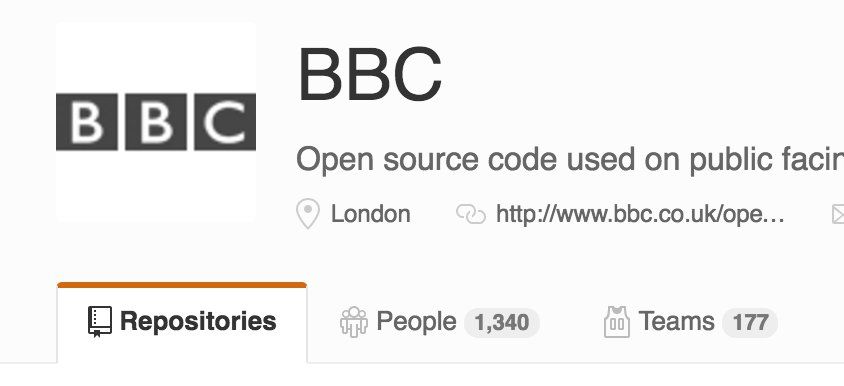 BBC
BBC
Open source code used on public facin
London http://www.bbc.co.uk/ope...
Repositories People 1,340 Teams 177